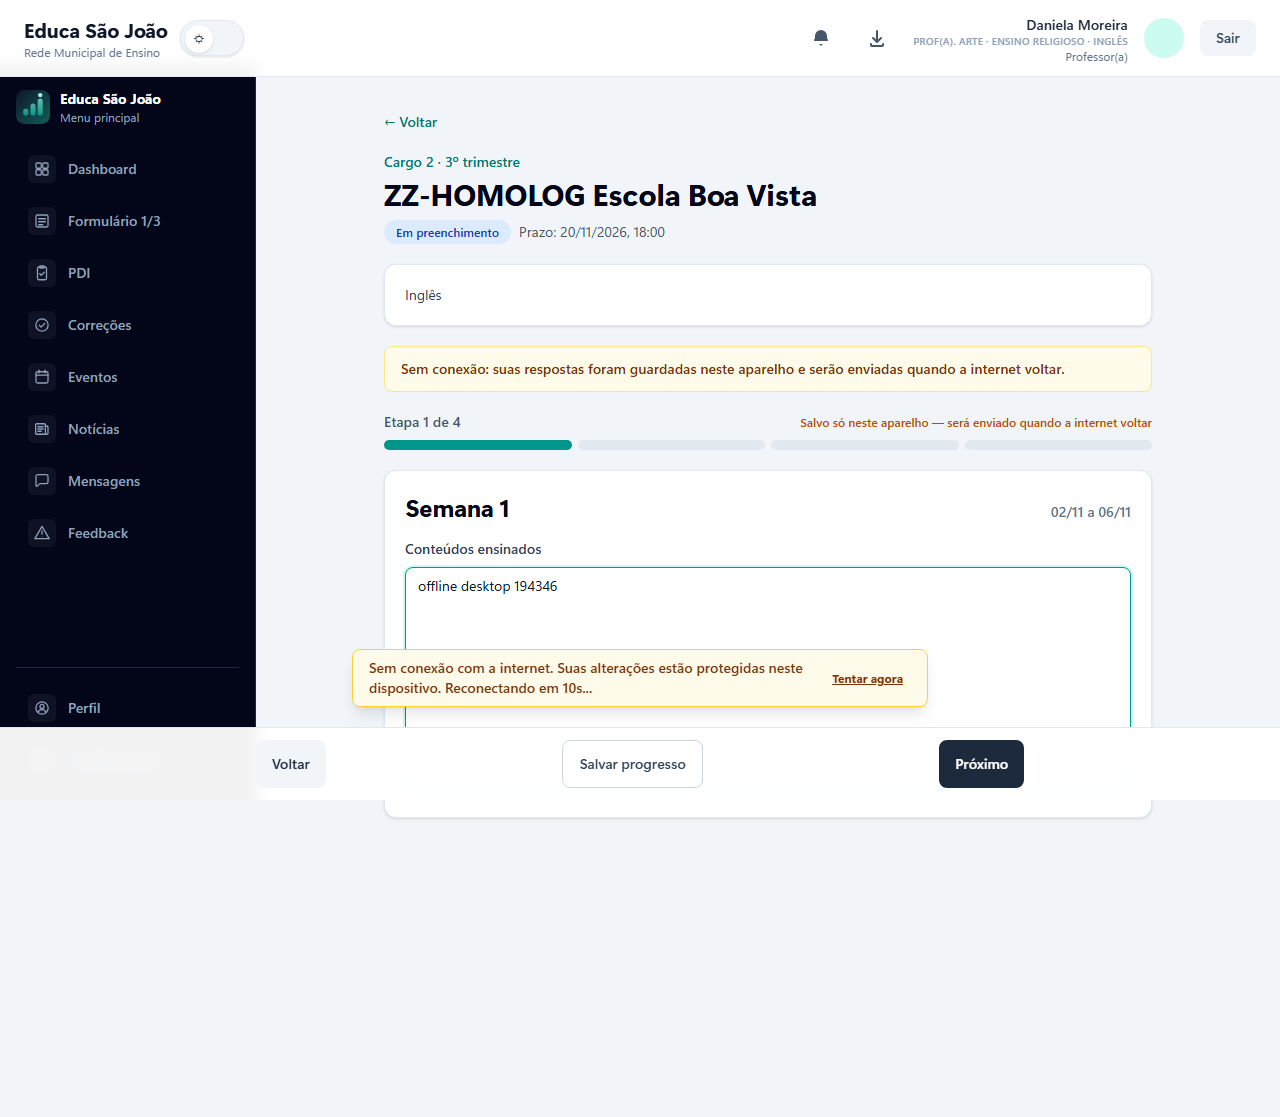 Educa São João
Rede Municipal de Ensino
Daniela Moreira
PROF(A). ARTE · ENSINO RELIGIOSO · INGLÊS
Professor(a)
Sair
Educa São João
Menu principal
Dashboard
Formulário 1/3
PDI
Correções
Eventos
Notícias
Mensagens
Feedback
Perfil
← Voltar
Cargo 2 · 3º trimestre
ZZ-HOMOLOG Escola Boa Vista
Em preenchimento Prazo: 20/11/2026, 18:00
Inglês
Sem conexão: suas respostas foram guardadas neste aparelho e serão enviadas quando a internet voltar.
Etapa 1 de 4
Salvo só neste aparelho — será enviado quando a internet voltar
Semana 1
02/11 a 06/11
Conteúdos ensinados
offline desktop 194346
Sem conexão com a internet. Suas alterações estão protegidas neste
dispositivo. Reconectando em 10s...
Tentar agora
Voltar
Salvar progresso
Próximo